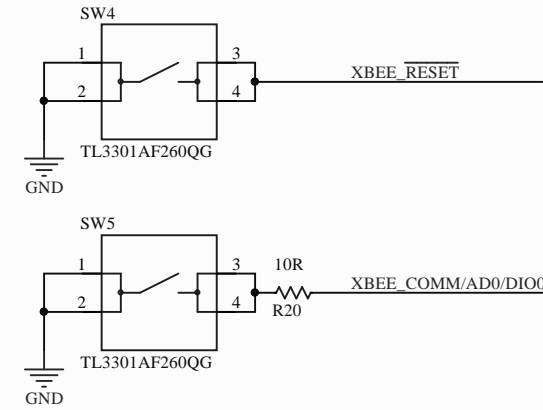 SW4
1
3
XBEE_RESET
2
4
TL3301AF260QG
GND
SW5
1
3
10R
XBEE_COMM/AD0/DIO0
2
4
R20
TL3301AF260QG
GND